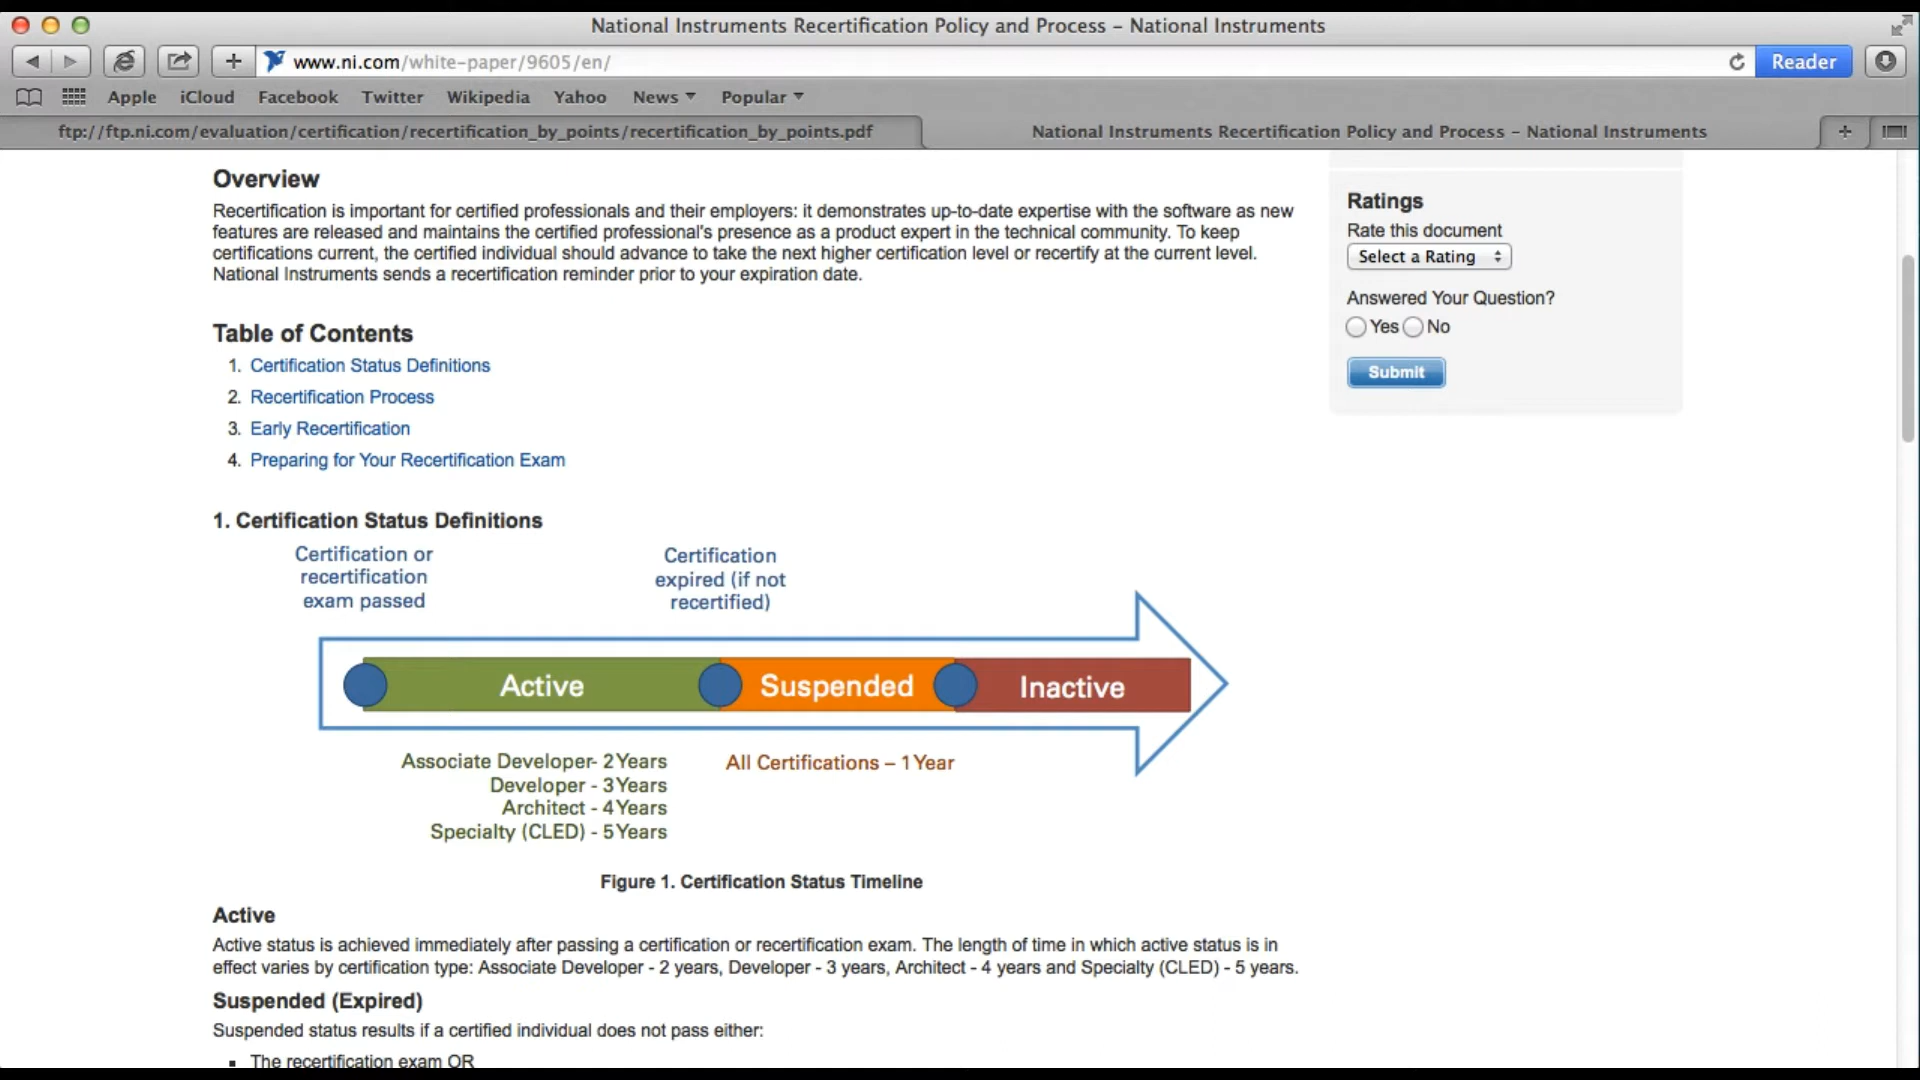 National Instruments Recertification Policy and Process – National Instruments
www.ni.com/white-paper/9605/en/
Reader
Apple
iCloud
Facebook
Twitter
Wikipedia
Yahoo
News
Popular
ftp://ftp.ni.com/evaluation/certification/recertification_by_points/recertification_by_points.pdf
National Instruments Recertification Policy and Process – National Instruments
Overview
Recertification is important for certified professionals and their employers: it demonstrates up-to-date expertise with the software as new
features are released and maintains the certified professional's presence as a product expert in the technical community. To keep
certifications current, the certified individual should advance to take the next higher certification level or recertify at the current level.
National Instruments sends a recertification reminder prior to your expiration date.
Ratings
Rate this document
Select a Rating
Answered Your Question?
Yes No
Submit
Table of Contents
1. Certification Status Definitions
2. Recertification Process
3. Early Recertification
4. Preparing for Your Recertification Exam
1. Certification Status Definitions
Certification or
recertification
exam passed
Certification
expired (if not
recertified)
Active
Suspended
Inactive
Associate Developer- 2 Years
Developer - 3 Years
Architect - 4 Years
Specialty (CLED) - 5 Years
All Certifications – 1 Year
Figure 1. Certification Status Timeline
Active
Active status is achieved immediately after passing a certification or recertification exam. The length of time in which active status is in
effect varies by certification type: Associate Developer - 2 years, Developer - 3 years, Architect - 4 years and Specialty (CLED) - 5 years.
Suspended (Expired)
Suspended status results if a certified individual does not pass either:
▪ The recertification exam OR